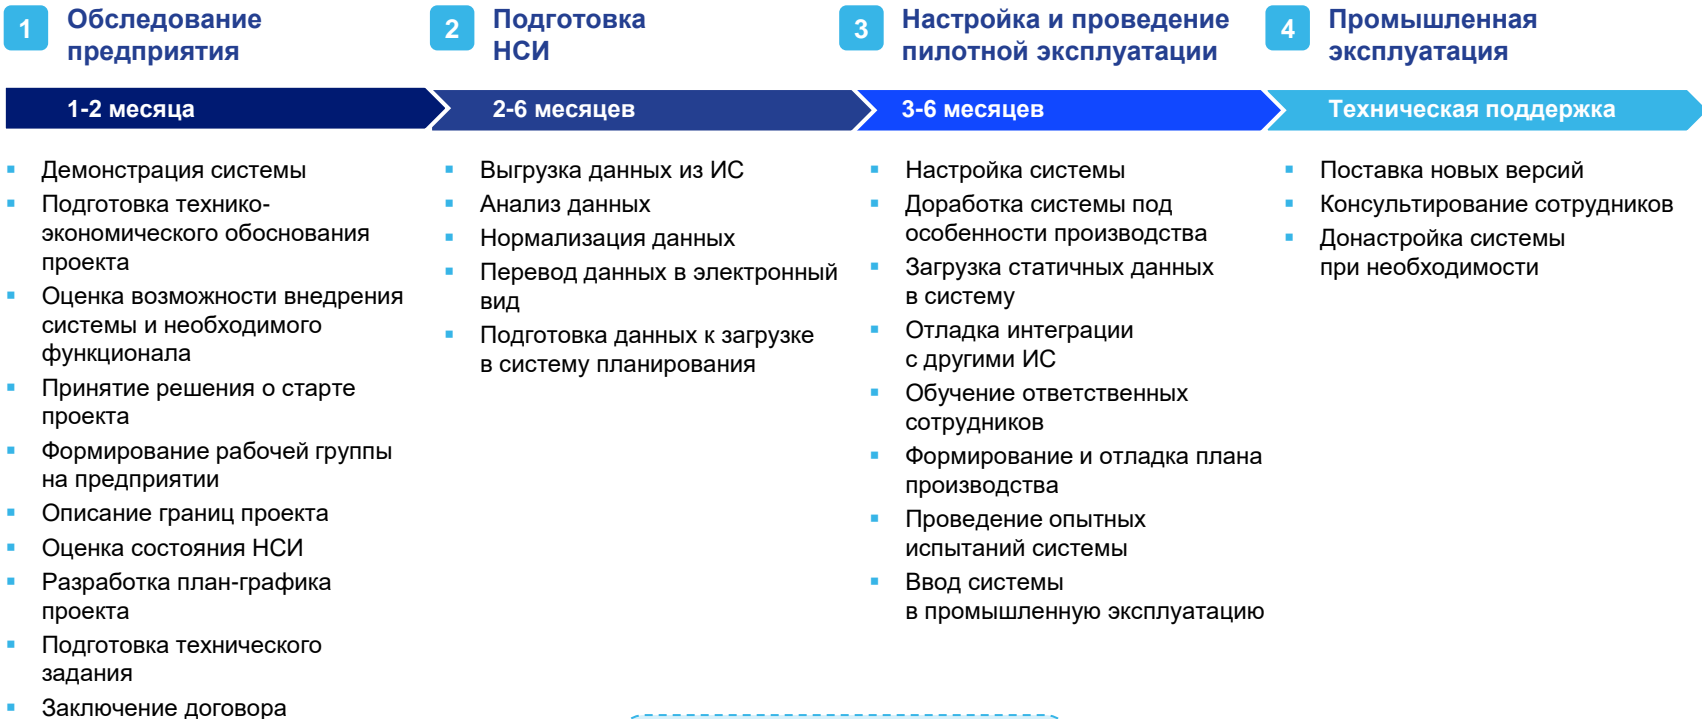 1
Обследование
предприятия
2
Подготовка
НСИ
3
Настройка и проведение
пилотной эксплуатации
4
Промышленная
эксплуатация
1-2 месяца
2-6 месяцев
3-6 месяцев
Техническая поддержка
Демонстрация системы
Подготовка технико-
экономического обоснования
проекта
Оценка возможности внедрения
системы и необходимого
функционала
Принятие решения о старте
проекта
Формирование рабочей группы
на предприятии
Описание границ проекта
Оценка состояния НСИ
Разработка план-графика
проекта
Подготовка технического
задания
Заключение договора
Выгрузка данных из ИС
Анализ данных
Нормализация данных
Перевод данных в электронный
вид
Подготовка данных к загрузке
в систему планирования
Настройка системы
Доработка системы под
особенности производства
Загрузка статичных данных
в систему
Отладка интеграции
с другими ИС
Обучение ответственных
сотрудников
Формирование и отладка плана
производства
Проведение опытных
испытаний системы
Ввод системы
в промышленную эксплуатацию
Поставка новых версий
Консультирование сотрудников
Донастройка системы
при необходимости